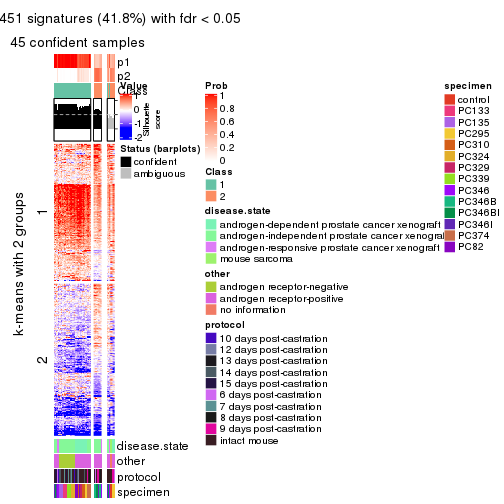 451 signatures (41.8%) with fdr < 0.05
45 confident samples
p1
p2
Class
Value
1
0
-1
-2
Silhouette
score
Status (barplots)
confident
ambiguous
k-means with 2 groups
1
2
disease.state
other
protocol
specimen
Prob
1
0.8
0.6
0.4
0.2
0
Class
1
2
disease.state
androgen-dependent prostate cancer xenograft
androgen-independent prostate cancer xenograft
androgen-responsive prostate cancer xenograft
mouse sarcoma
other
androgen receptor-negative
androgen receptor-positive
no information
protocol
10 days post-castration
12 days post-castration
13 days post-castration
14 days post-castration
15 days post-castration
6 days post-castration
7 days post-castration
8 days post-castration
9 days post-castration
intact mouse
specimen
control
PC133
PC135
PC295
PC310
PC324
PC329
PC339
PC346
PC346B
PC346BI
PC346I
PC374
PC82